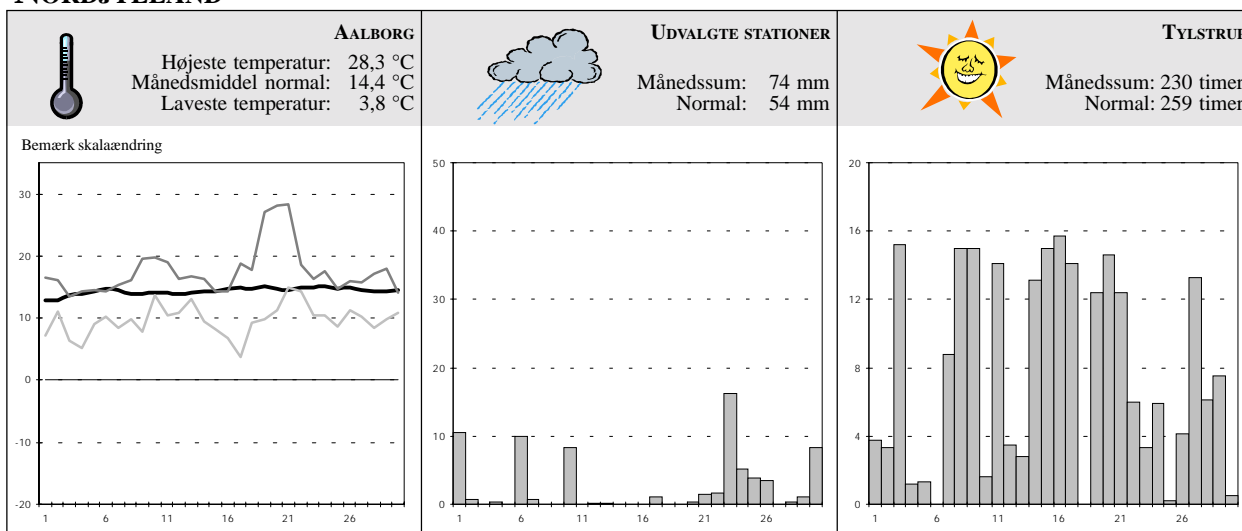 NORDJYLLAND
AALBORG
Højeste temperatur: 28,3 °C
Månedsmiddel normal: 14,4 °C
Laveste temperatur: 3,8 °C
UDVALGTE STATIONER
Månedssum: 74 mm
Normal: 54 mm
TYLSTRUP
Månedssum: 230 timer
Normal: 259 timer
Bemærk skalaændring
30
20
10
0
-10
-20
1 6 11 16 21 26
50
40
30
20
10
0
1 6 11 16 21 26
20
16
12
8
4
0
1 6 11 16 21 26